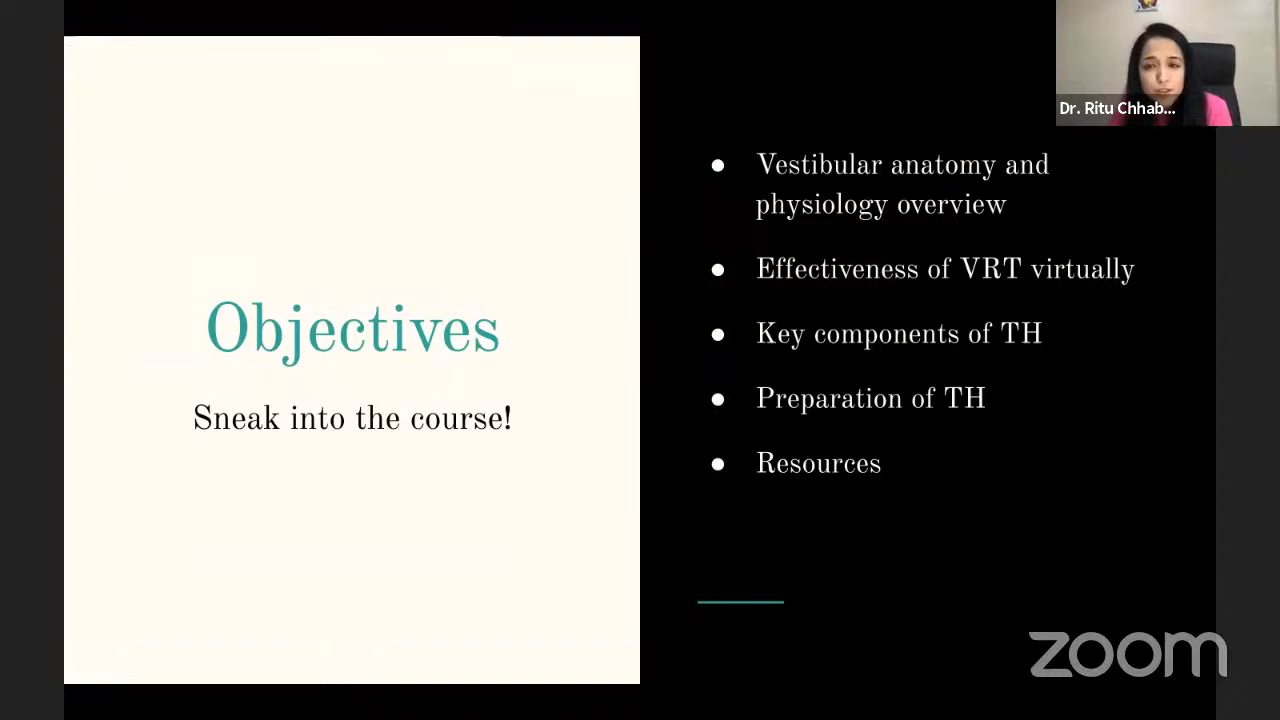 Objectives
Sneak into the course!
Dr. Ritu Chhab...
● Vestibular anatomy and
physiology overview
● Effectiveness of VRT virtually
● Key components of TH
● Preparation of TH
● Resources
zoom